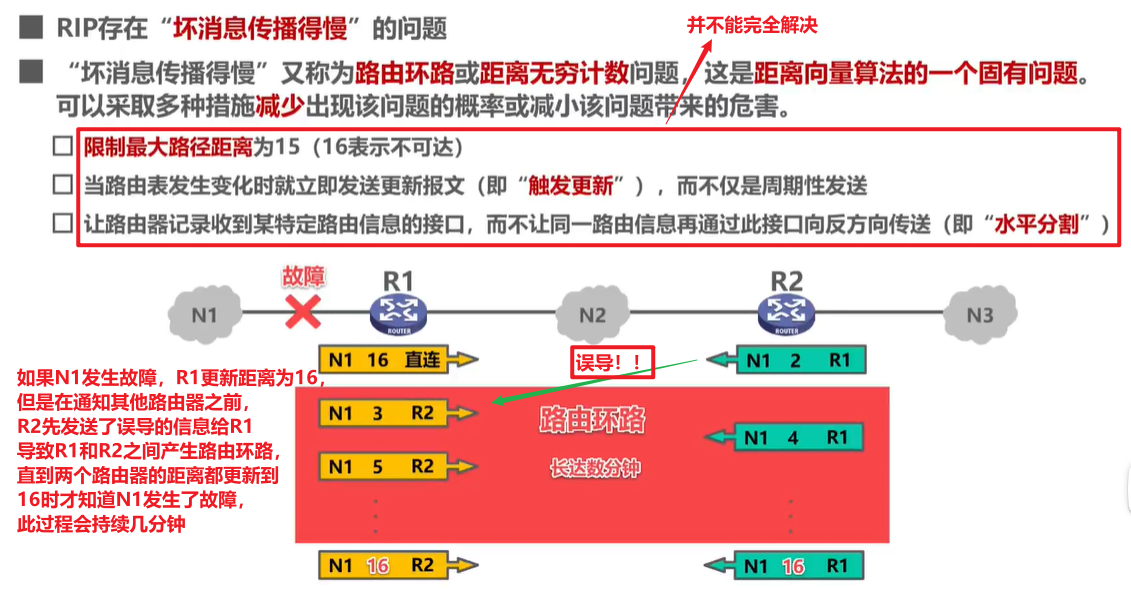 并不能完全解决
RIP存在“坏消息传播得慢”的问题
“坏消息传播得慢”又称为路由环路或距离无穷计数问题，这是距离向量算法的一个固有问题。
可以采取多种措施减少出现该问题的概率或减小该问题带来的危害。
限制最大路径距离为15（16表示不可达）
当路由表发生变化时就立即发送更新报文（即“触发更新”），而不仅是周期性发送
让路由器记录收到某特定路由信息的接口，而不让同一路由信息再通过此接口向反方向传送（即“水平分割”）
故障 R1 R2
N1 N2 N3
ROUTER ROUTER
N1 16 直连 误导！！ N1 2 R1
如果N1发生故障，R1更新距离为16，
但是在通知其他路由器之前，
R2先发送了误导的信息给R1
导致R1和R2之间产生路由环路，
直到两个路由器的距离都更新到
16时才知道N1发生了故障，
此过程会持续几分钟
N1 3 R2 路由环路
N1 4 R1
N1 5 R2 长达数分钟
N1 16 R2 N1 16 R1